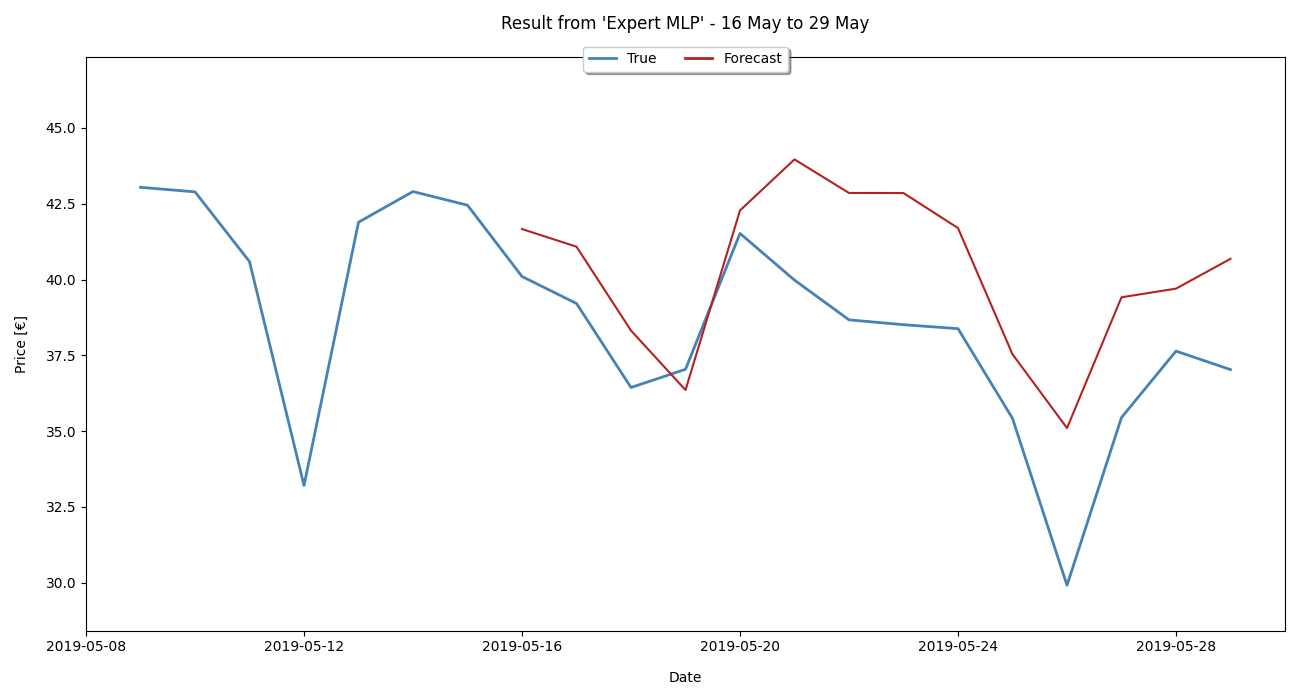 Result from 'Expert MLP' - 16 May to 29 May
True Forecast
45.0
42.5
40.0
37.5
35.0
32.5
30.0
Price [€]
2019-05-08 2019-05-12 2019-05-16 2019-05-20 2019-05-24 2019-05-28
Date